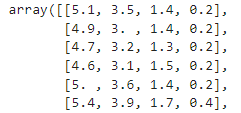 array([[5.1, 3.5, 1.4, 0.2],
[4.9, 3. , 1.4, 0.2],
[4.7, 3.2, 1.3, 0.2],
[4.6, 3.1, 1.5, 0.2],
[5. , 3.6, 1.4, 0.2],
[5.4, 3.9, 1.7, 0.4],